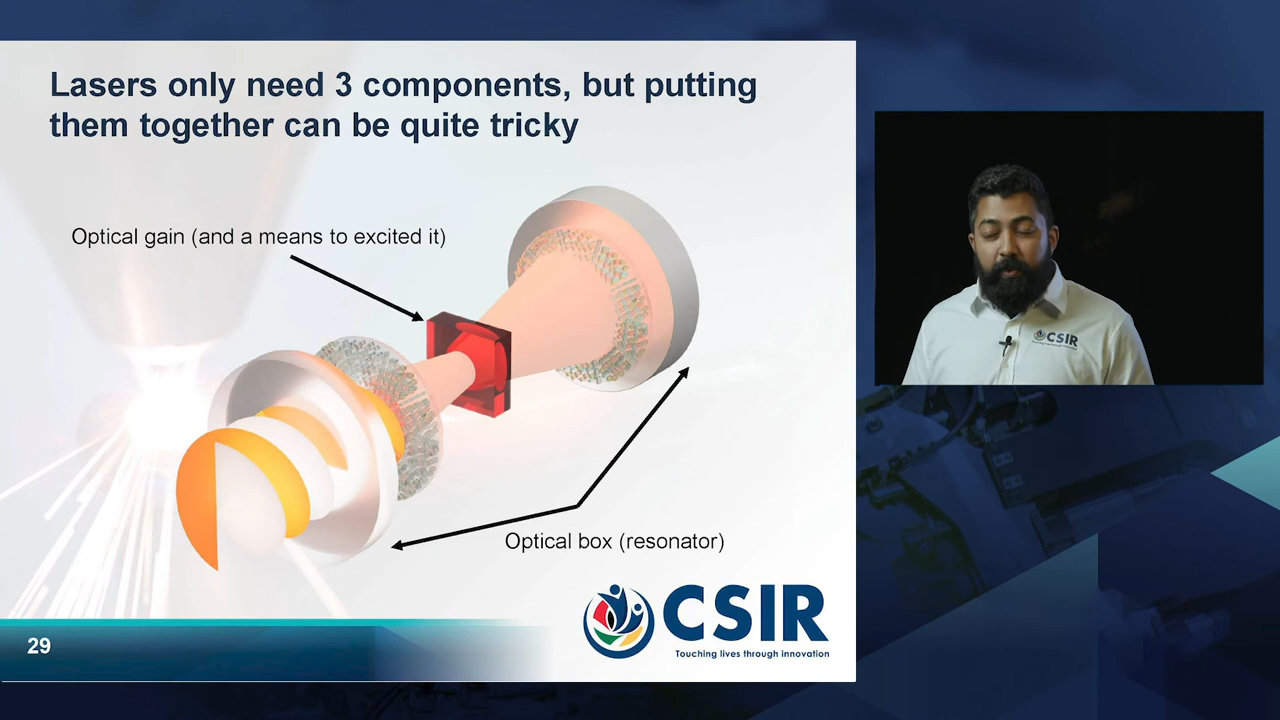 Lasers only need 3 components, but putting
them together can be quite tricky
Optical gain (and a means to excited it)
Optical box (resonator)
29
CSIR
Touching lives through innovation
CSIR